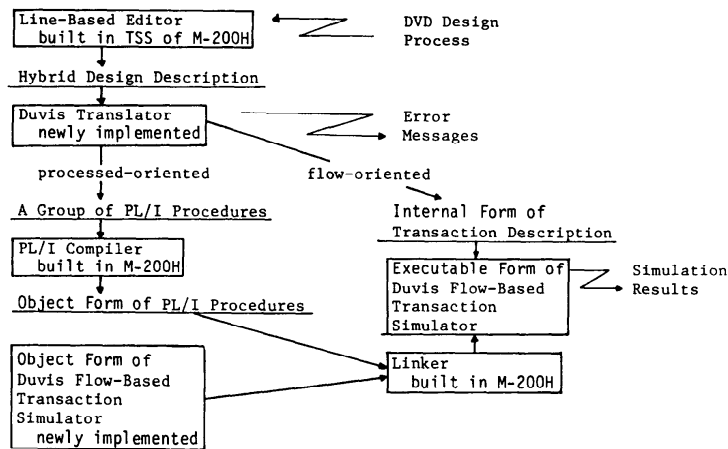 Line-Based Editor
built in TSS of M-200H
DVD Design
Process
Hybrid Design Description
Duvis Translator
newly implemented
Error
Messages
processed-oriented
flow-oriented
A Group of PL/I Procedures
Internal Form of
Transaction Description
PL/I Compiler
built in M-200H
Executable Form of
Duvis Flow-Based
Transaction
Simulator
Simulation
Results
Object Form of PL/I Procedures
Object Form of
Duvis Flow-Based
Transaction
Simulator
newly implemented
Linker
built in M-200H